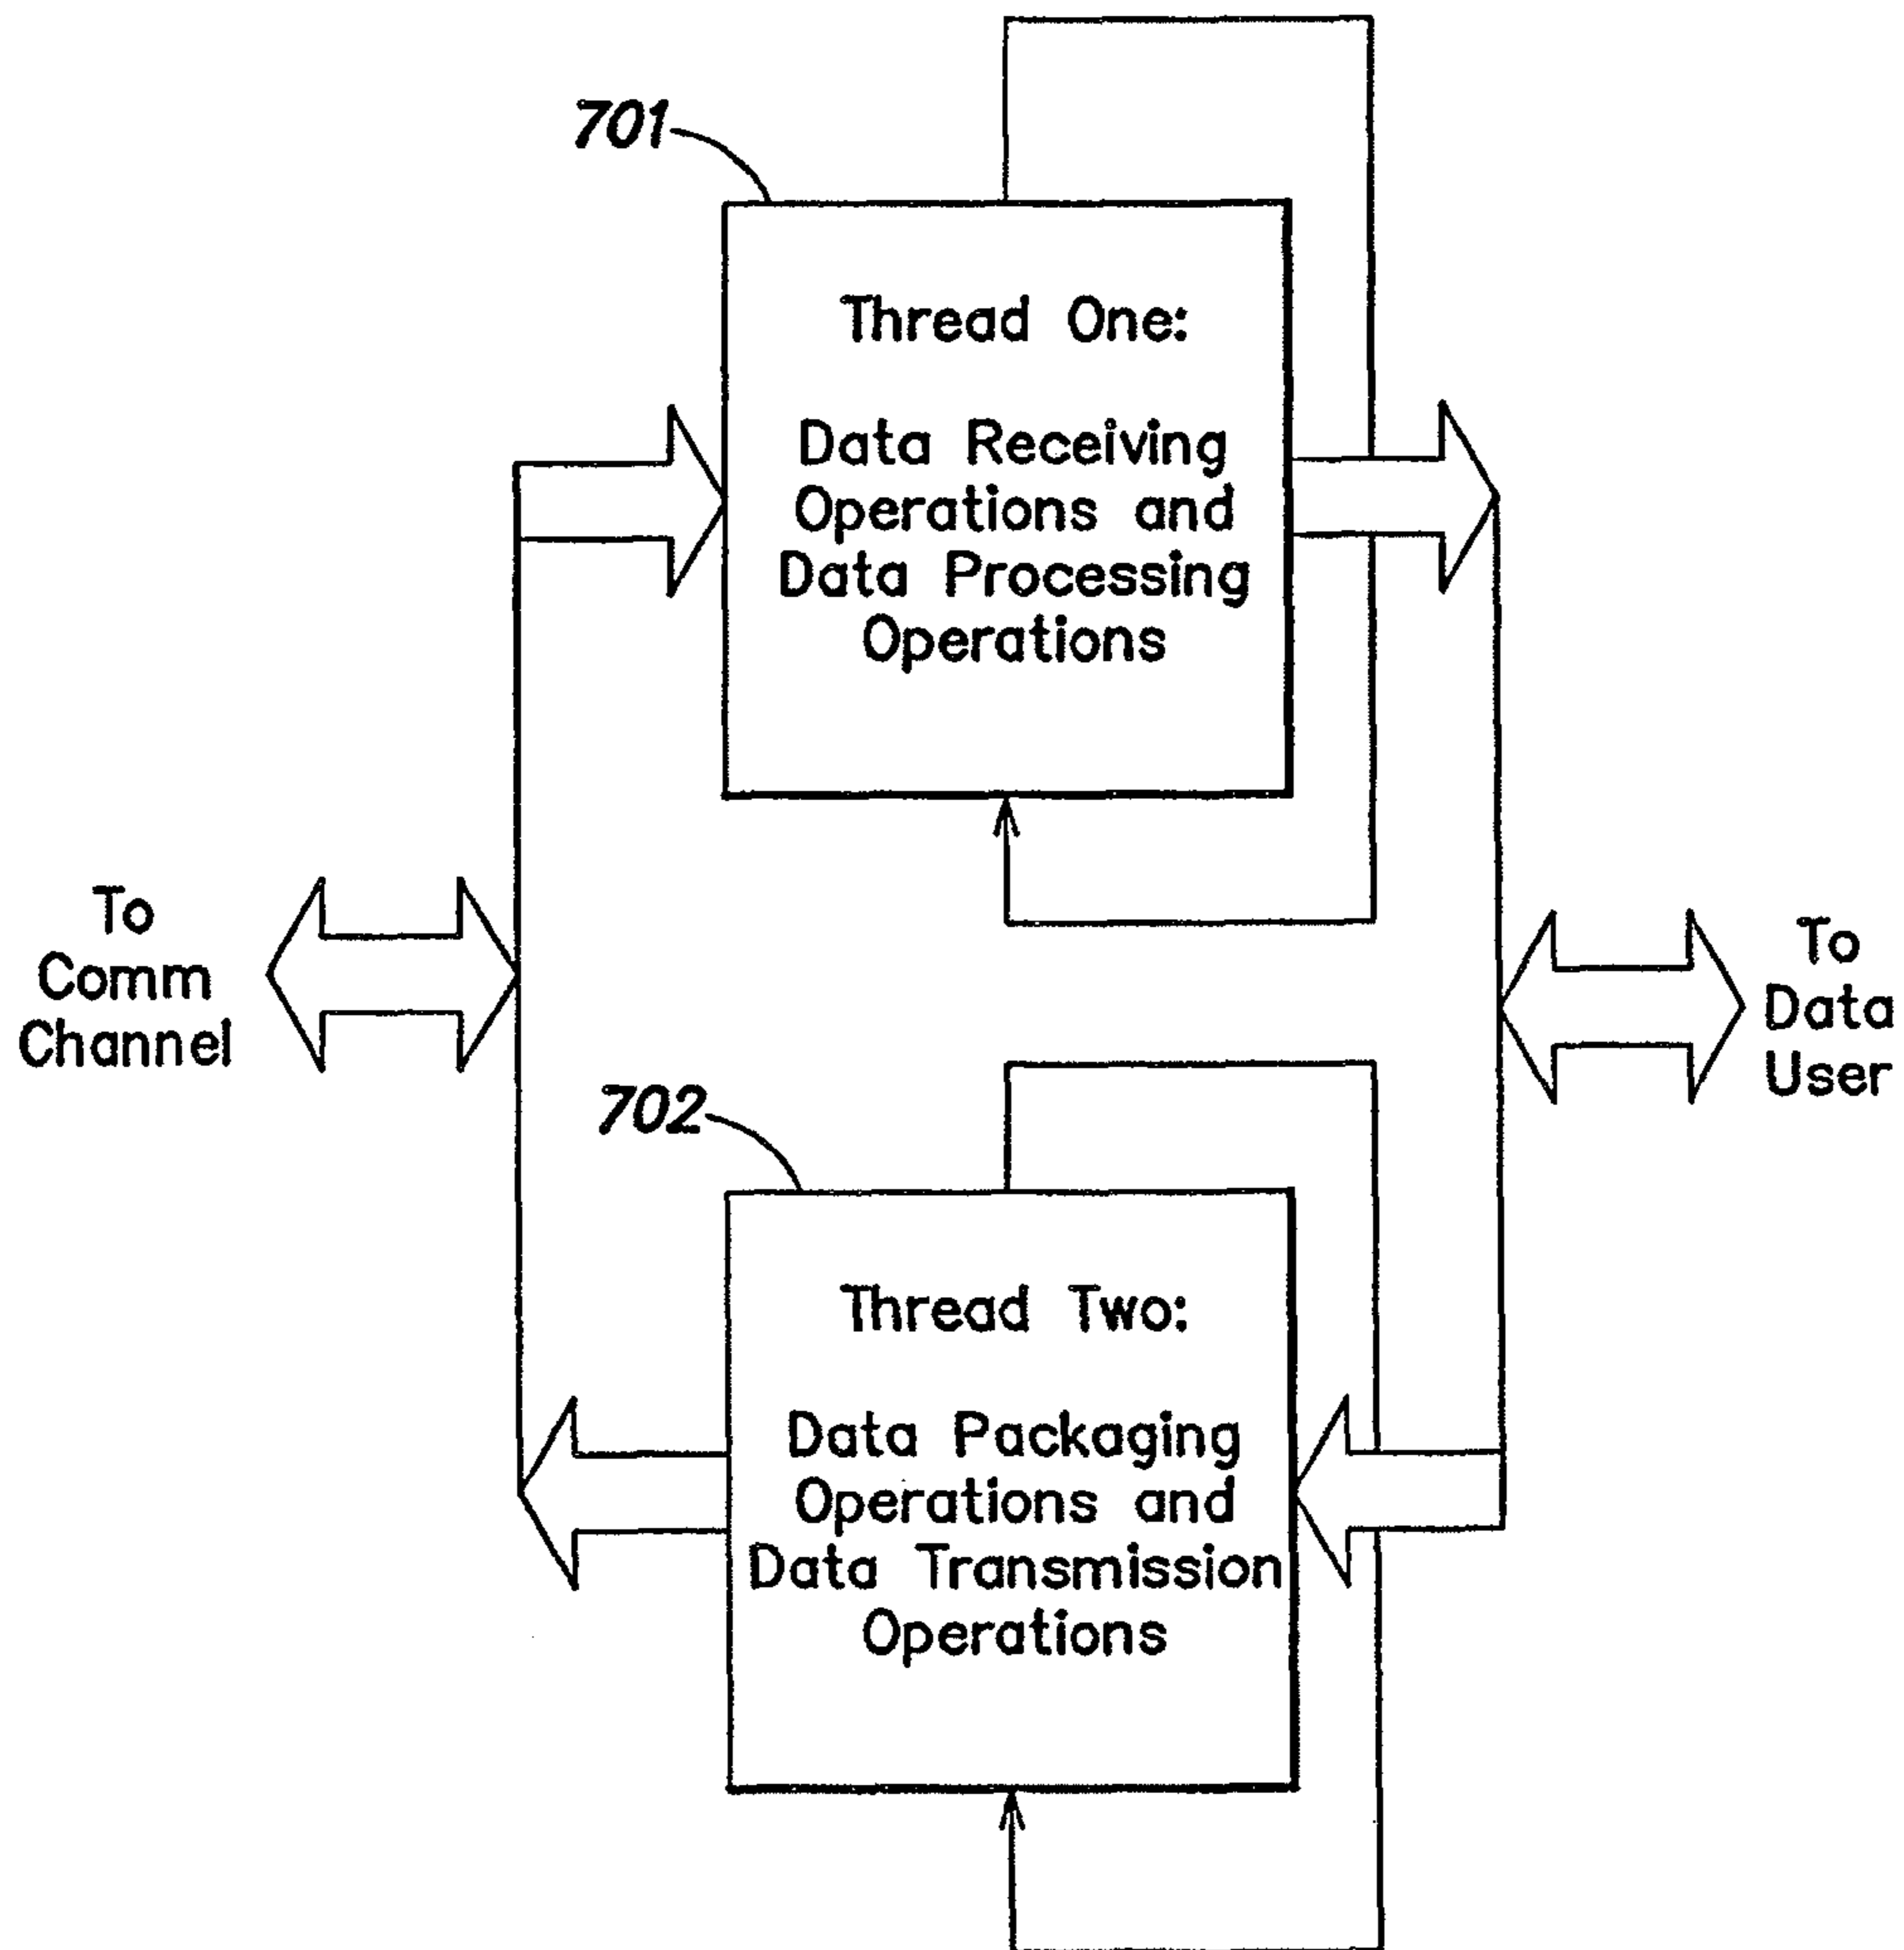 701
Thread One:
Data Receiving
Operations and
Data Processing
Operations
To
Comm
Channel
To
Data
User
702
Thread Two:
Data Packaging
Operations and
Data Transmission
Operations